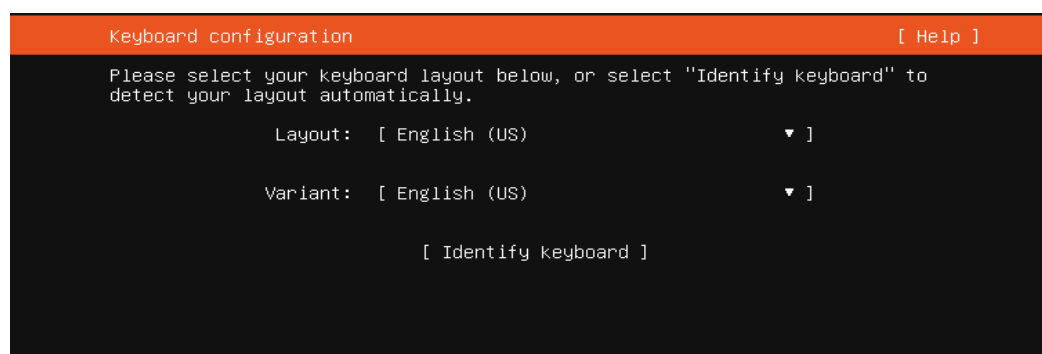 Keyboard configuration [ Help ]
Please select your keyboard layout below, or select "Identify keyboard" to
detect your layout automatically.
Layout: [ English (US) ▾ ]
Variant: [ English (US) ▾ ]
[ Identify keyboard ]